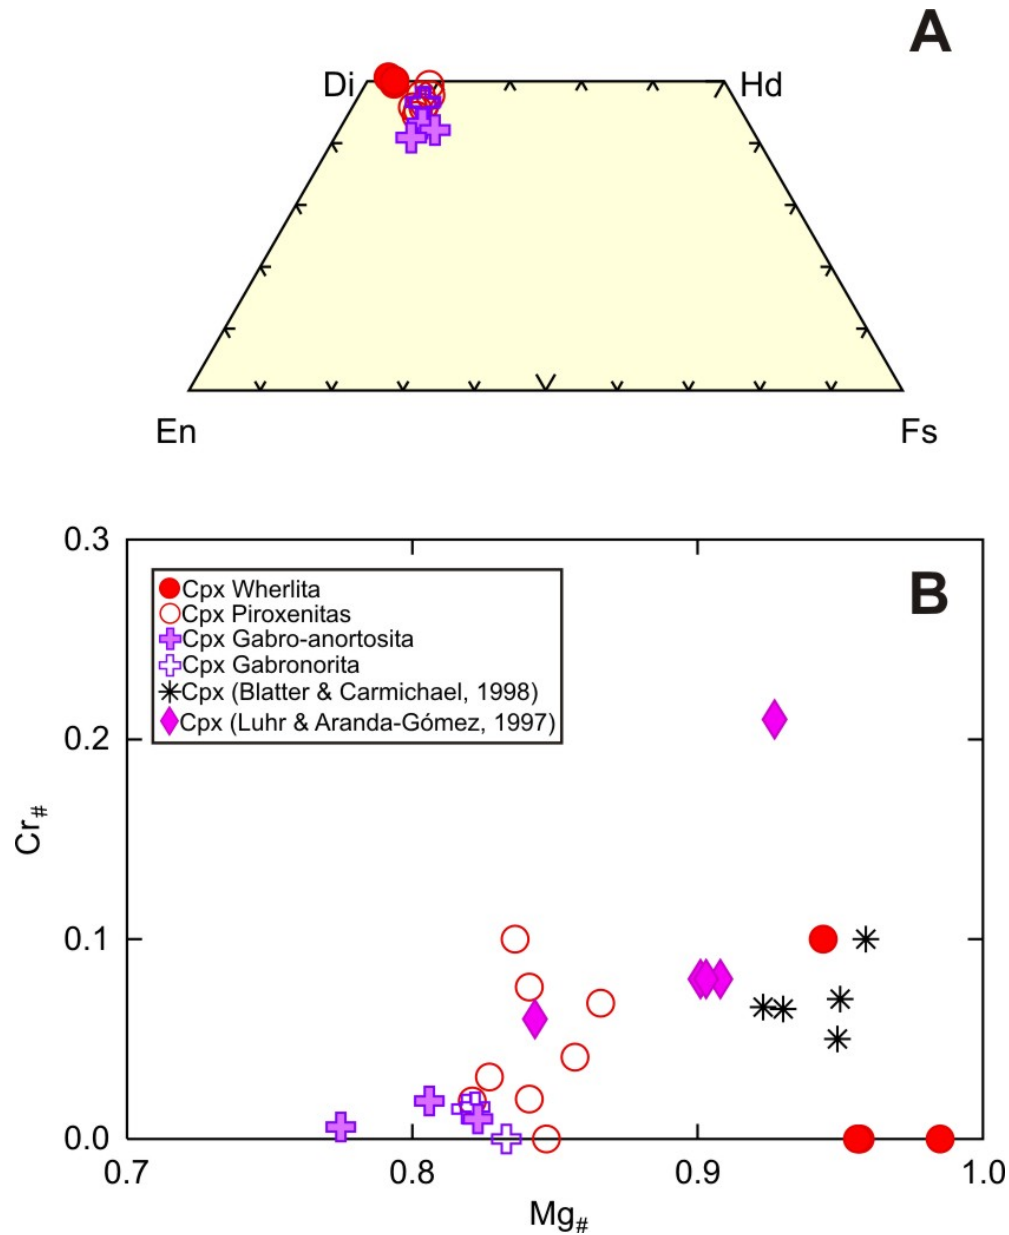 A
Di
Hd
En
Fs
B
0.3
0.2
0.1
0.0
Cr#
Cpx Wherlita
Cpx Piroxenitas
Cpx Gabro-anortosita
Cpx Gabronorita
Cpx (Blatter & Carmichael, 1998)
Cpx (Luhr & Aranda-Gómez, 1997)
0.7
0.8
0.9
1.0
Mg#